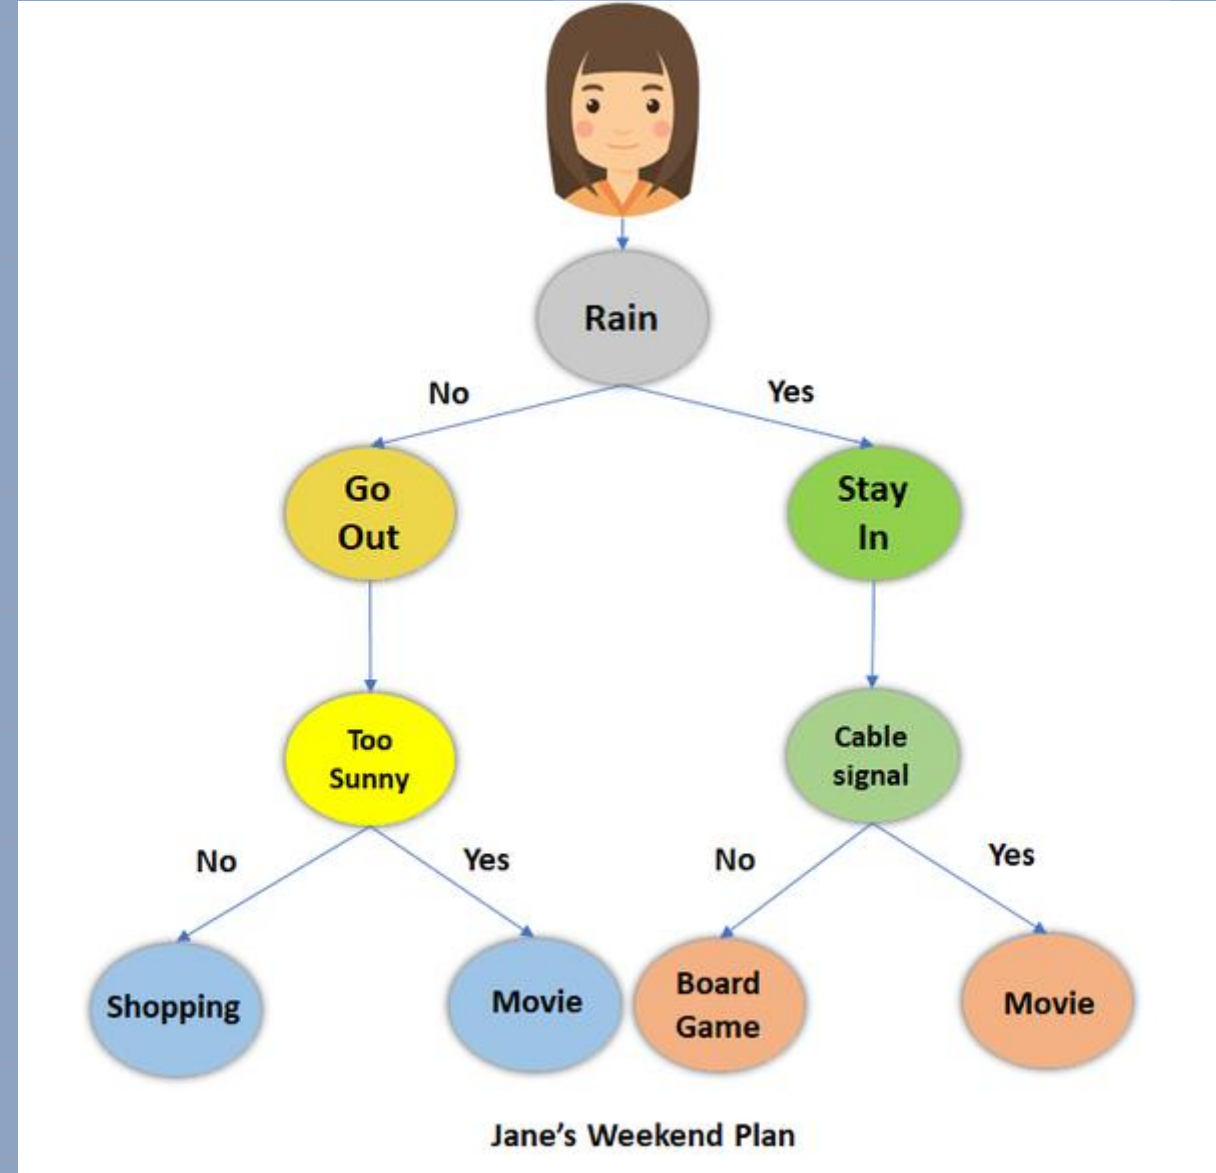 Rain
No
Yes
Go
Out
Stay
In
Too
Sunny
Cable
signal
No
Yes
No
Yes
Shopping
Movie
Board
Game
Movie
Jane's Weekend Plan